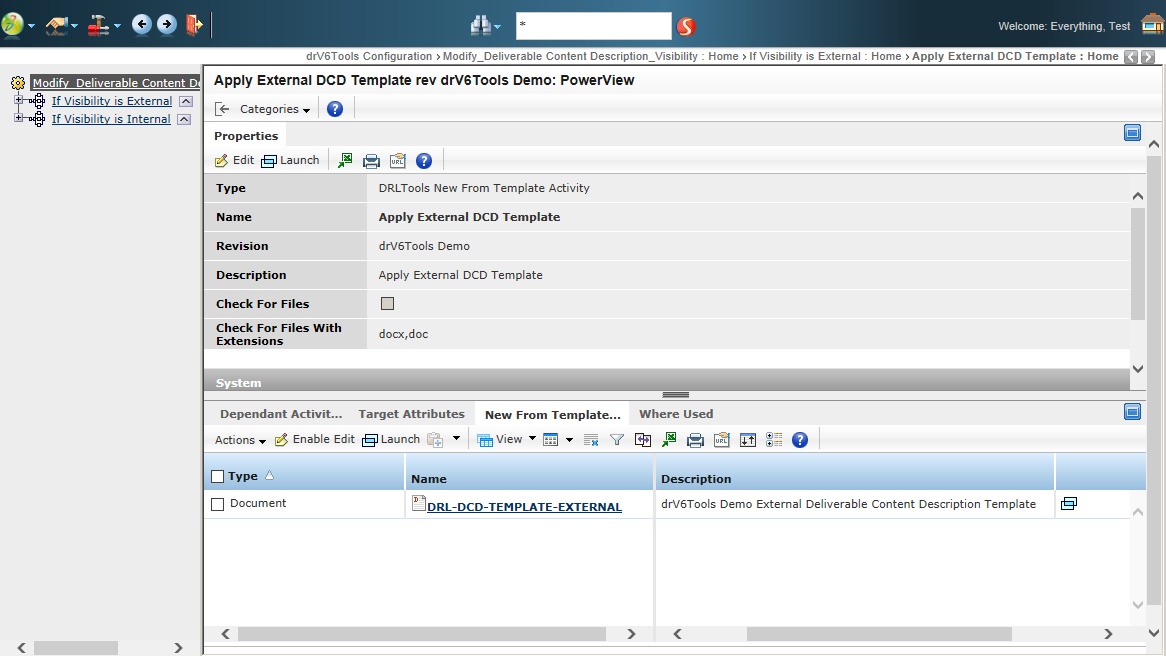 *
Welcome: Everything, Test
drV6Tools Configuration ›Modify_Deliverable Content Description_Visibility : Home ›If Visibility is External : Home ›Apply External DCD Template : Home
Modify_Deliverable Content De
If Visibility is External
If Visibility is Internal
Apply External DCD Template rev drV6Tools Demo: PowerView
Categories
Properties
Edit Launch
Type DRLTools New From Template Activity
Name Apply External DCD Template
Revision drV6Tools Demo
Description Apply External DCD Template
Check For Files
Check For Files With
Extensions
docx,doc
System
Dependant Activit... Target Attributes New From Template... Where Used
Actions Enable Edit Launch View
Type Name Description
Document DRL-DCD-TEMPLATE-EXTERNAL drV6Tools Demo External Deliverable Content Description Template